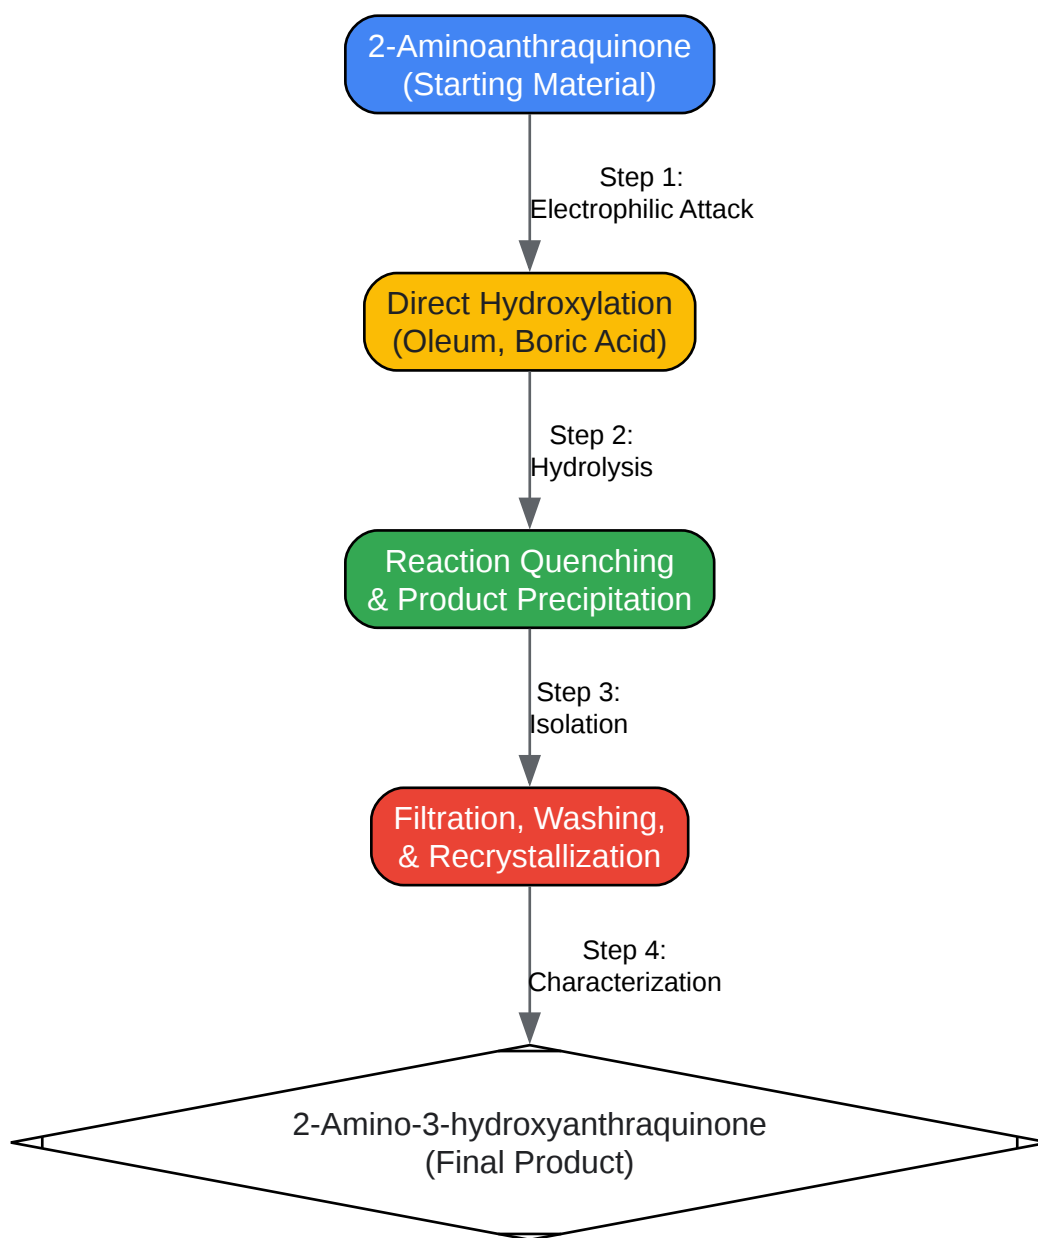 2-Aminoanthraquinone
(Starting Material)
Step 1:
Electrophilic Attack
Direct Hydroxylation
(Oleum, Boric Acid)
Step 2:
Hydrolysis
Reaction Quenching
& Product Precipitation
Step 3:
Isolation
Filtration, Washing,
& Recrystallization
Step 4:
Characterization
2-Amino-3-hydroxyanthraquinone
(Final Product)